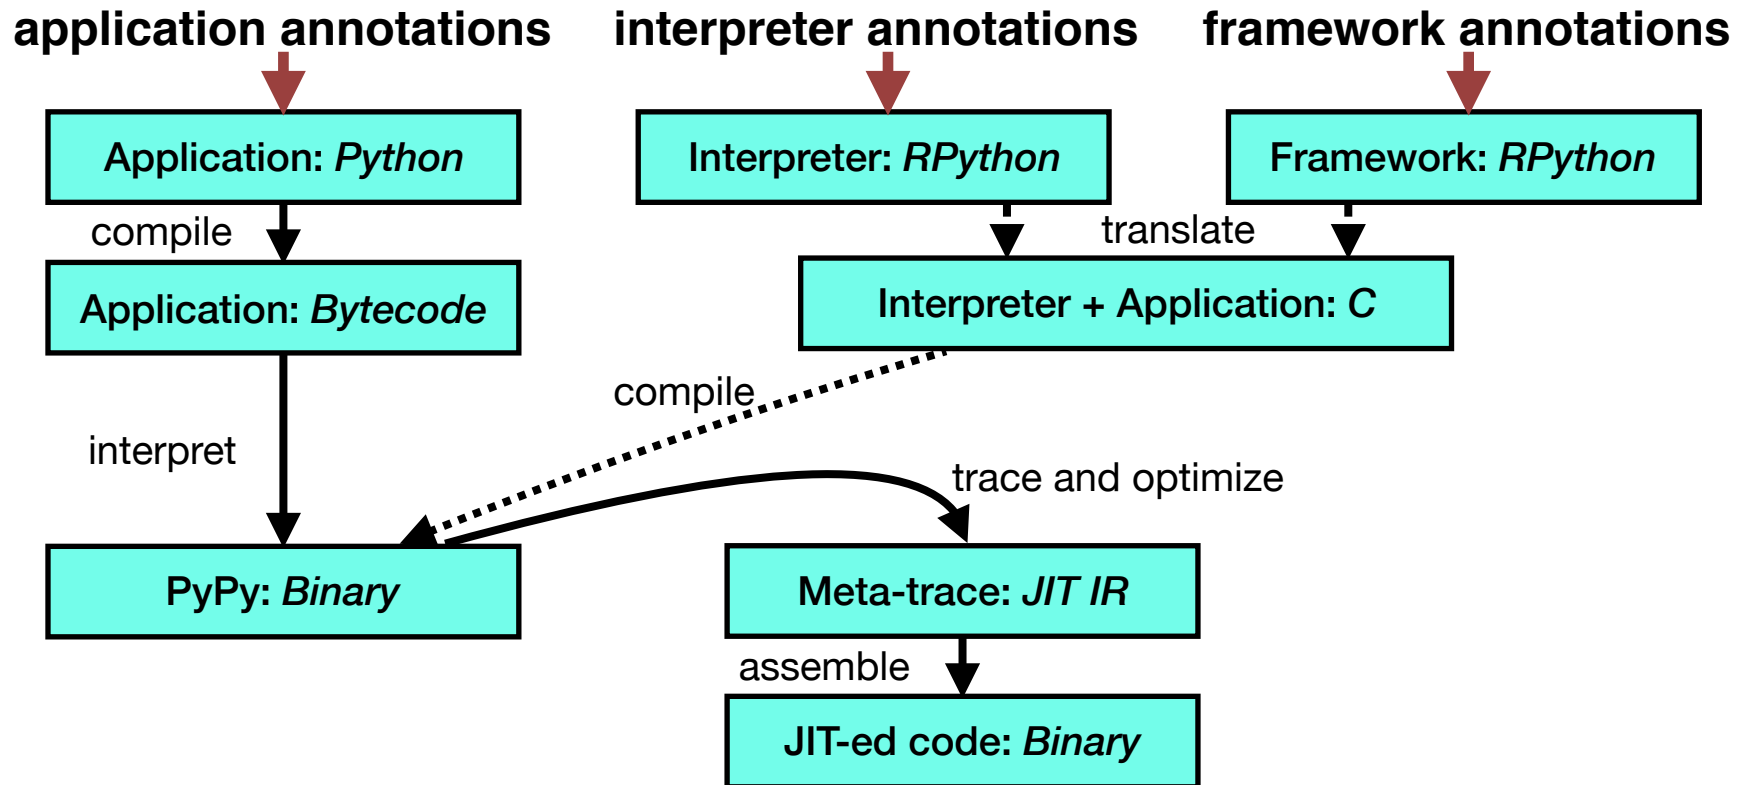 application annotations
interpreter annotations
framework annotations
Application: Python
Interpreter: RPython
Framework: RPython
compile
translate
Application: Bytecode
Interpreter + Application: C
compile
interpret
trace and optimize
PyPy: Binary
Meta-trace: JIT IR
assemble
JIT-ed code: Binary